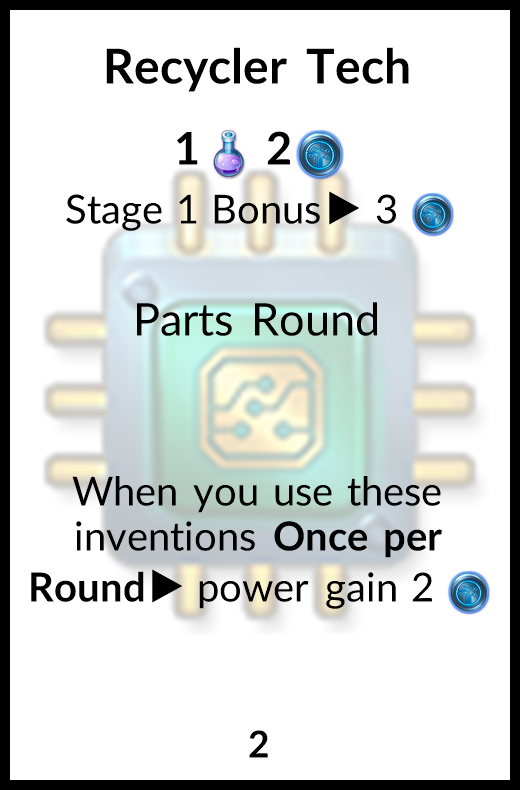 Recycler Tech
1 2
Stage 1 Bonus▶ 3
Parts Round
When you use these
inventions Once per
Round▶ power gain 2
2